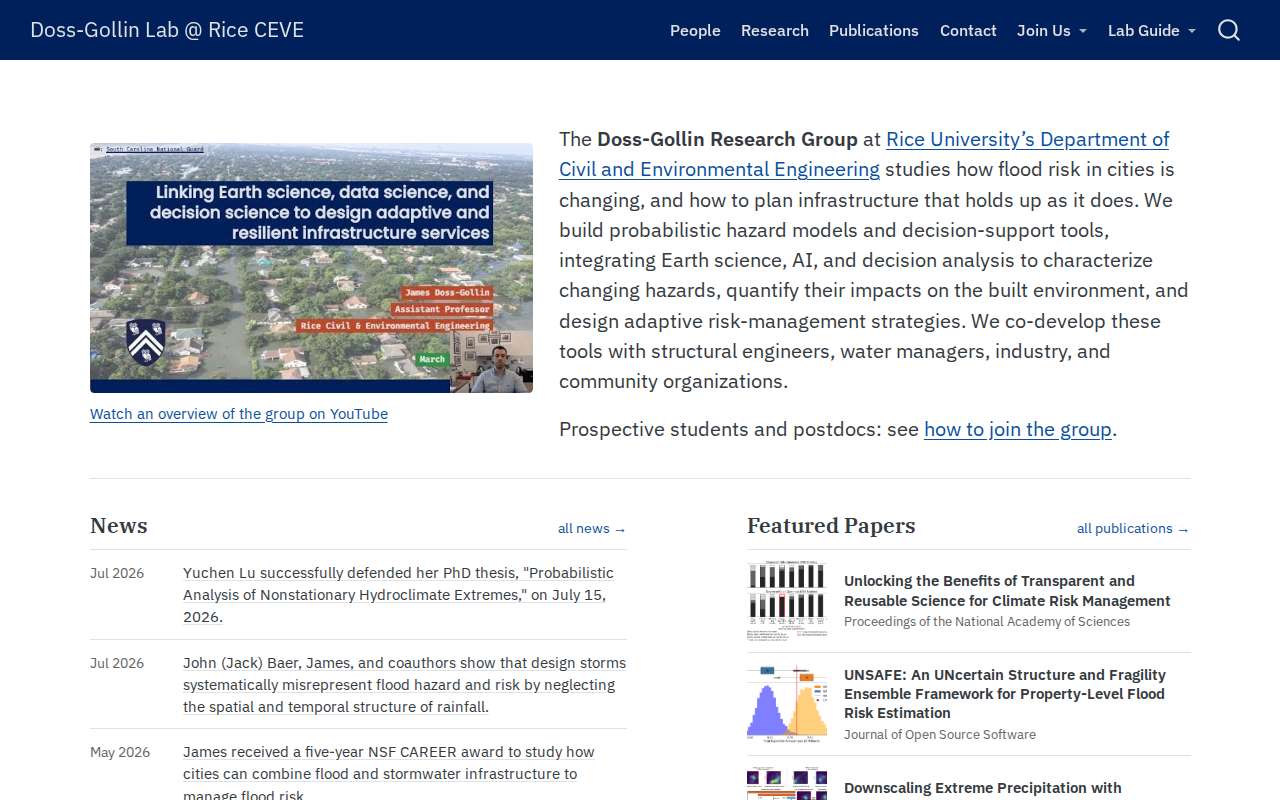 Doss-Gollin Lab @ Rice CEVE
People
Research
Publications
Contact
Join Us
Lab Guide
South Carolina National Guard
Linking Earth science, data science, and
decision science to design adaptive and
resilient infrastructure services
James Doss-Gollin
Assistant Professor
Rice Civil & Environmental Engineering
March
Watch an overview of the group on YouTube
The Doss-Gollin Research Group at Rice University’s Department of
Civil and Environmental Engineering studies how flood risk in cities is
changing, and how to plan infrastructure that holds up as it does. We
build probabilistic hazard models and decision-support tools,
integrating Earth science, AI, and decision analysis to characterize
changing hazards, quantify their impacts on the built environment, and
design adaptive risk-management strategies. We co-develop these
tools with structural engineers, water managers, industry, and
community organizations.
Prospective students and postdocs: see how to join the group.
News
all news →
Jul 2026
Yuchen Lu successfully defended her PhD thesis, "Probabilistic
Analysis of Nonstationary Hydroclimate Extremes," on July 15,
2026.
Jul 2026
John (Jack) Baer, James, and coauthors show that design storms
systematically misrepresent flood hazard and risk by neglecting
the spatial and temporal structure of rainfall.
May 2026
James received a five-year NSF CAREER award to study how
cities can combine flood and stormwater infrastructure to
manage flood risk.
Featured Papers
all publications →
Unlocking the Benefits of Transparent and
Reusable Science for Climate Risk Management
Proceedings of the National Academy of Sciences
UNSAFE: An UNcertain Structure and Fragility
Ensemble Framework for Property-Level Flood
Risk Estimation
Journal of Open Source Software
Downscaling Extreme Precipitation with